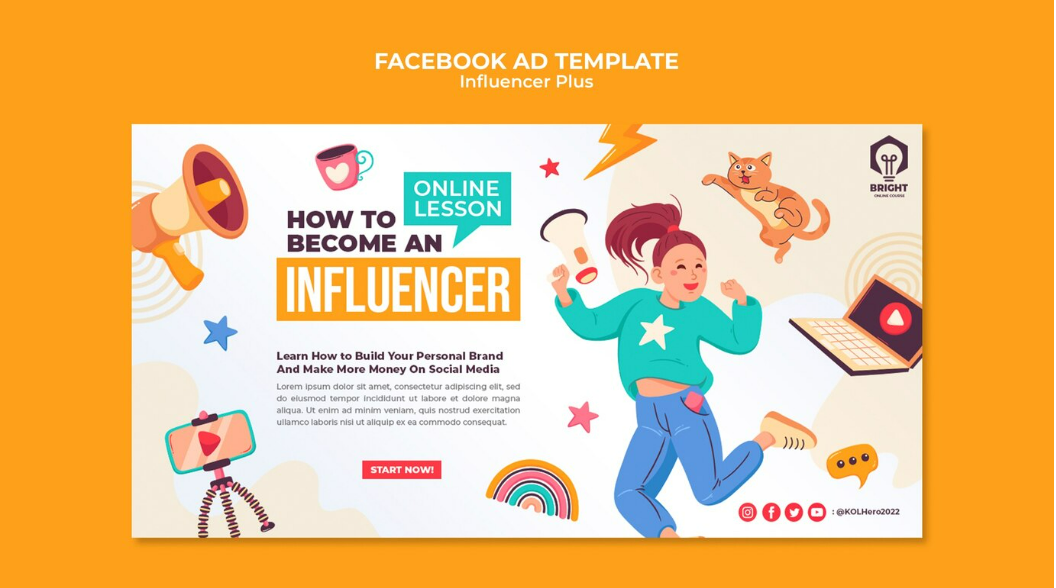 FACEBOOK AD TEMPLATE
Influencer Plus
BRIGHT
ONLINE COURSE
ONLINE
LESSON
HOW TO
BECOME AN
INFLUENCER
Learn How to Build Your Personal Brand
And Make More Money On Social Media
Lorem ipsum dolor sit amet, consectetur adipiscing elit, sed
do eiusmod tempor incididunt ut labore et dolore magna
aliqua. Ut enim ad minim veniam, quis nostrud exercitation
ullamco laboris nisi ut aliquip ex ea commodo consequat.
START NOW!
: @KOLHero2022